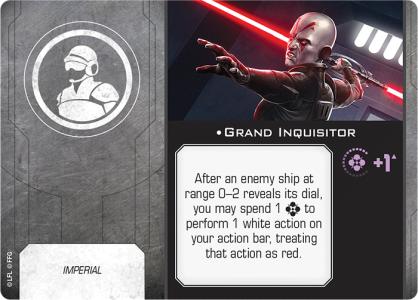 •GRAND INQUISITOR
+1
After an enemy ship at
range 0–2 reveals its dial,
you may spend 1 to
perform 1 white action on
your action bar, treating
that action as red.
IMPERIAL
© LFL © FFG